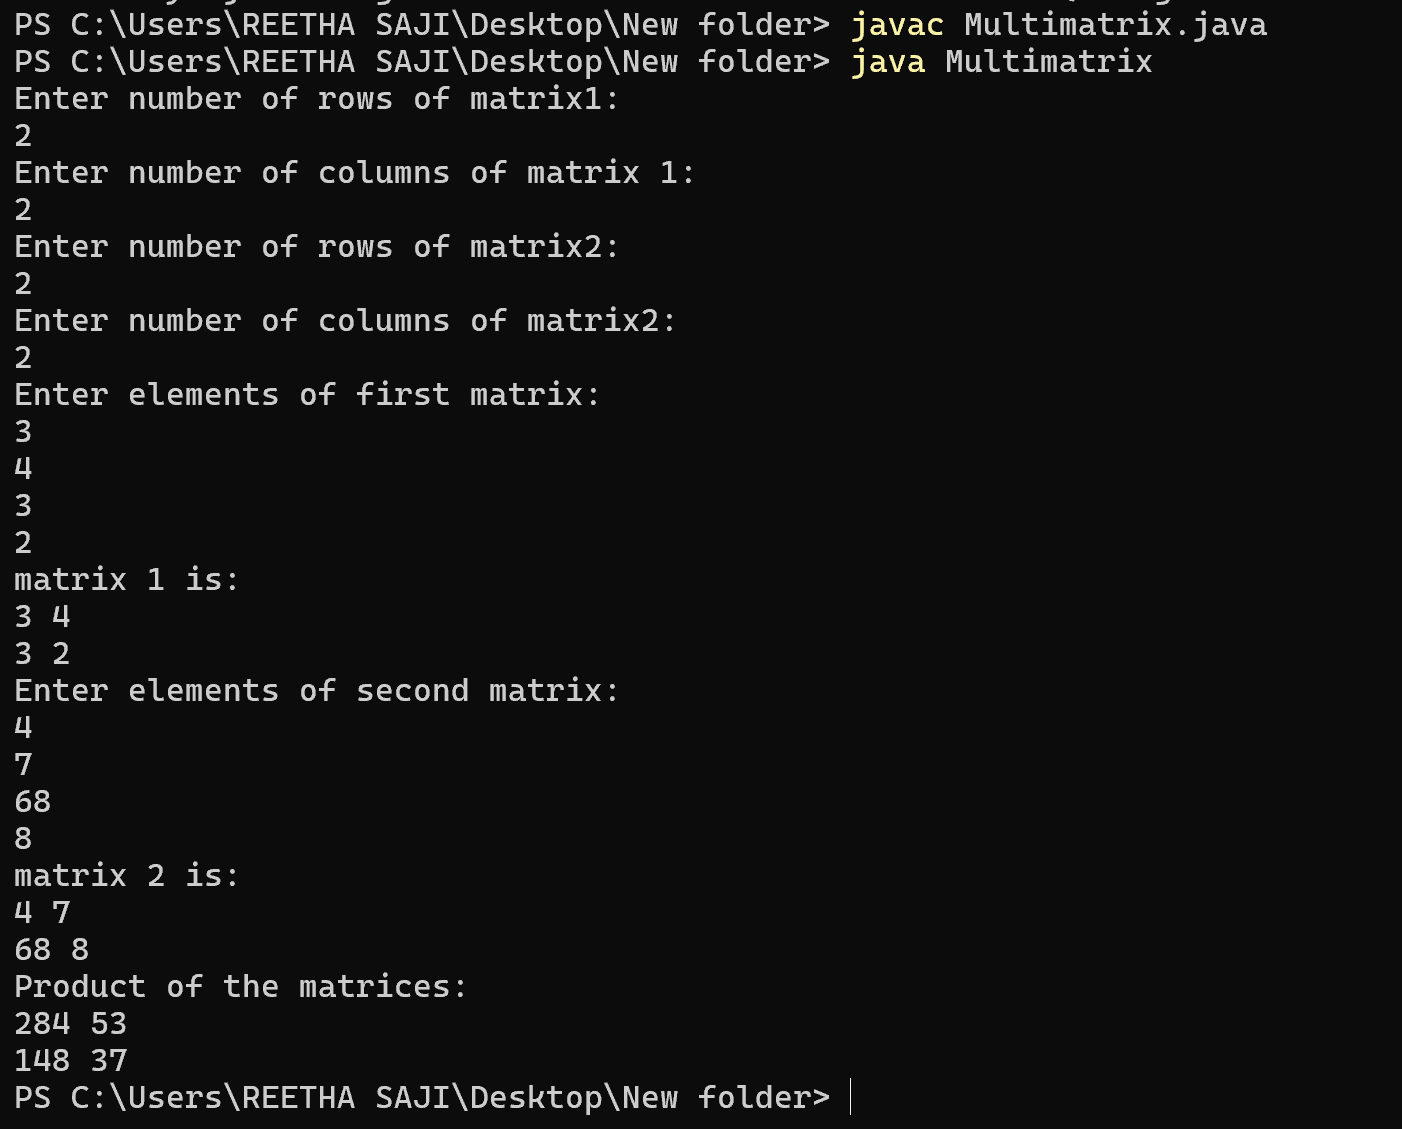 PS C:\Users\REETHA SAJI\Desktop\New folder> javac Multimatrix.java
PS C:\Users\REETHA SAJI\Desktop\New folder> java Multimatrix
Enter number of rows of matrix1:
2
Enter number of columns of matrix 1:
2
Enter number of rows of matrix2:
2
Enter number of columns of matrix2:
2
Enter elements of first matrix:
3
4
3
2
matrix 1 is:
3 4
3 2
Enter elements of second matrix:
4
7
68
8
matrix 2 is:
4 7
68 8
Product of the matrices:
284 53
148 37
PS C:\Users\REETHA SAJI\Desktop\New folder>